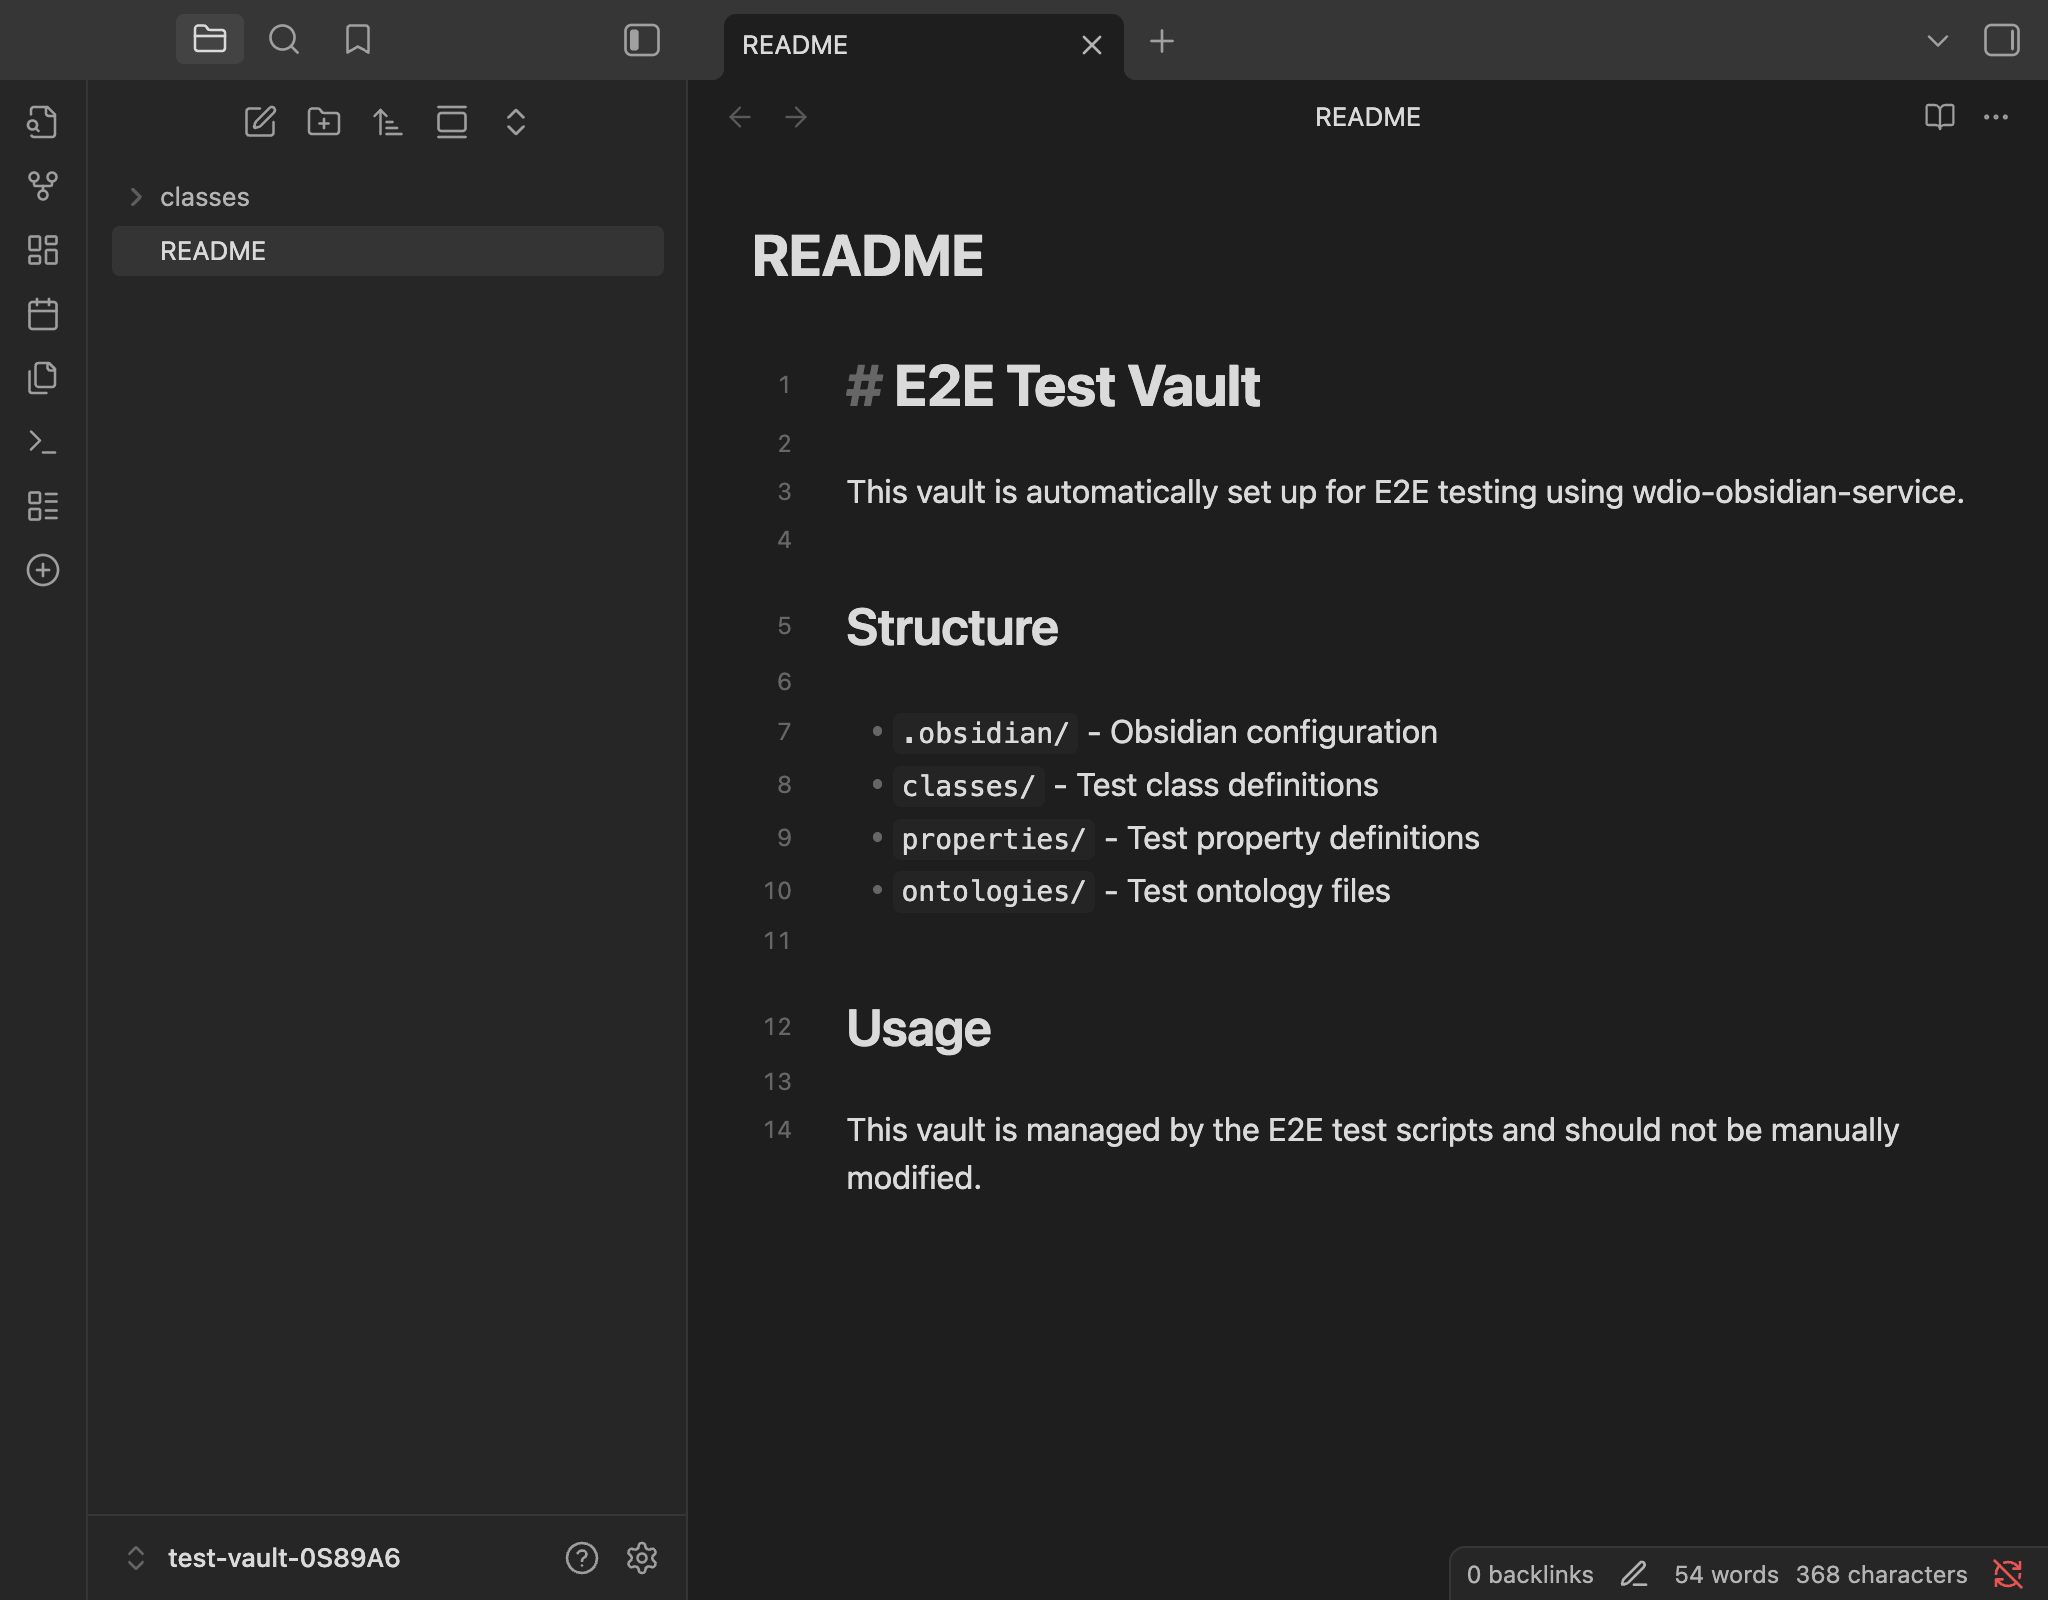 README
README
classes
README
README
1 # E2E Test Vault
2
3 This vault is automatically set up for E2E testing using wdio-obsidian-service.
4
5 Structure
6
7 • .obsidian/ - Obsidian configuration
8 • classes/ - Test class definitions
9 • properties/ - Test property definitions
10 • ontologies/ - Test ontology files
11
12 Usage
13
14 This vault is managed by the E2E test scripts and should not be manually
modified.
test-vault-0S89A6
0 backlinks 54 words 368 characters